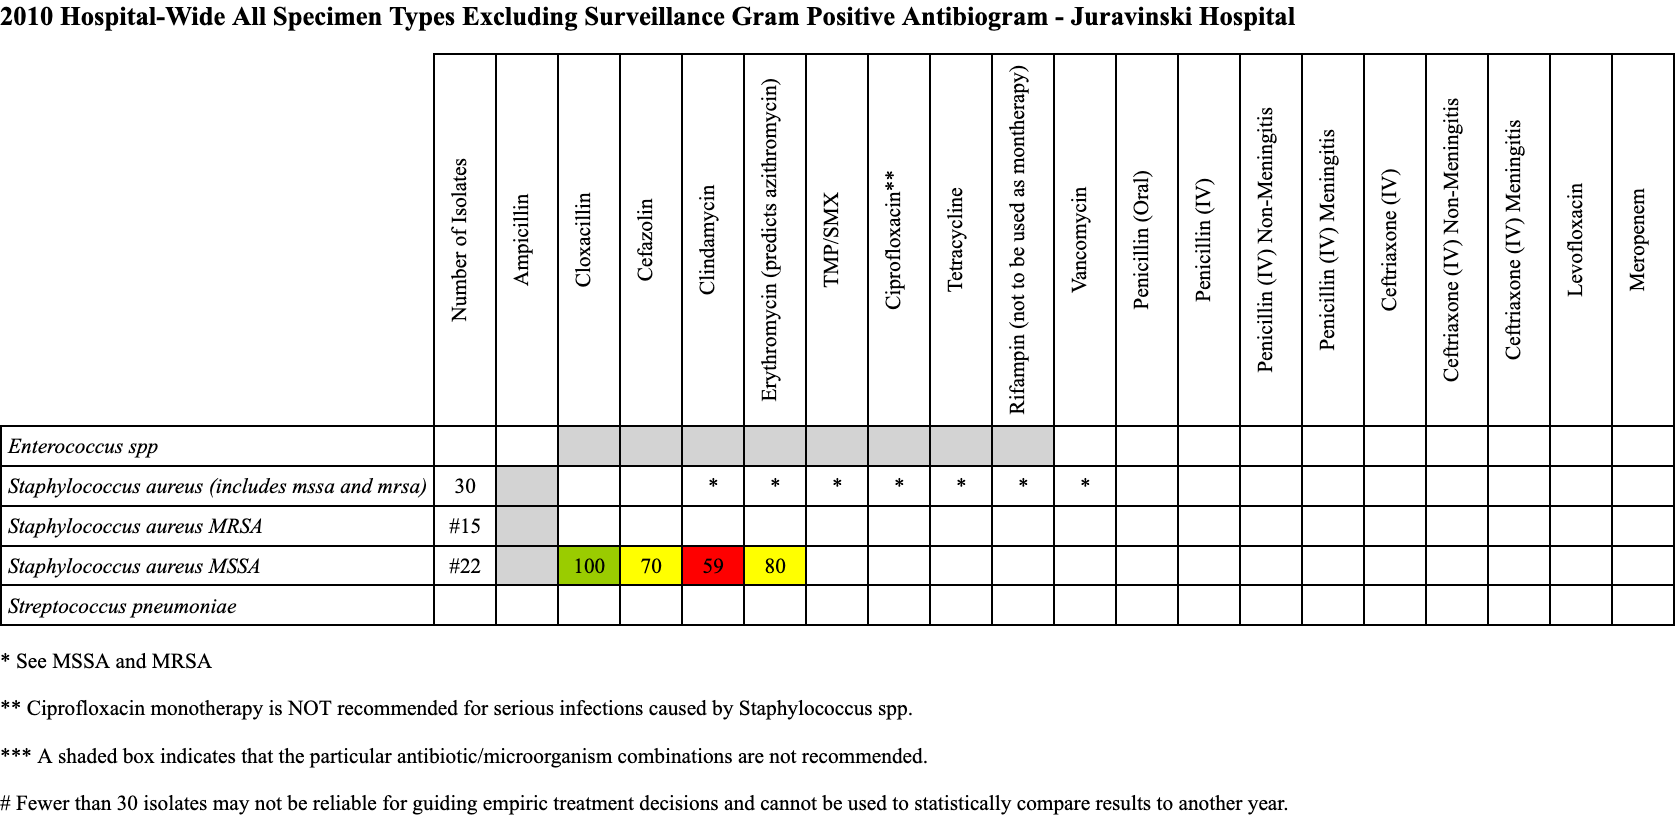 2010 Hospital-Wide All Specimen Types Excluding Surveillance Gram Positive Antibiogram - Juravinski Hospital
Number of Isolates
Ampicillin
Cloxacillin
Cefazolin
Clindamycin
Erythromycin (predicts azithromycin)
TMP/SMX
Ciprofloxacin**
Tetracycline
Rifampin (not to be used as montherapy)
Vancomycin
Penicillin (Oral)
Penicillin (IV)
Penicillin (IV) Non-Meningitis
Penicillin (IV) Meningitis
Ceftriaxone (IV)
Ceftriaxone (IV) Non-Meningitis
Ceftriaxone (IV) Meningitis
Levofloxacin
Meropenem
Enterococcus spp
Staphylococcus aureus (includes mssa and mrsa) 30 * * * * * * *
Staphylococcus aureus MRSA #15
Staphylococcus aureus MSSA #22 100 70 59 80
Streptococcus pneumoniae
* See MSSA and MRSA
** Ciprofloxacin monotherapy is NOT recommended for serious infections caused by Staphylococcus spp.
*** A shaded box indicates that the particular antibiotic/microorganism combinations are not recommended.
# Fewer than 30 isolates may not be reliable for guiding empiric treatment decisions and cannot be used to statistically compare results to another year.